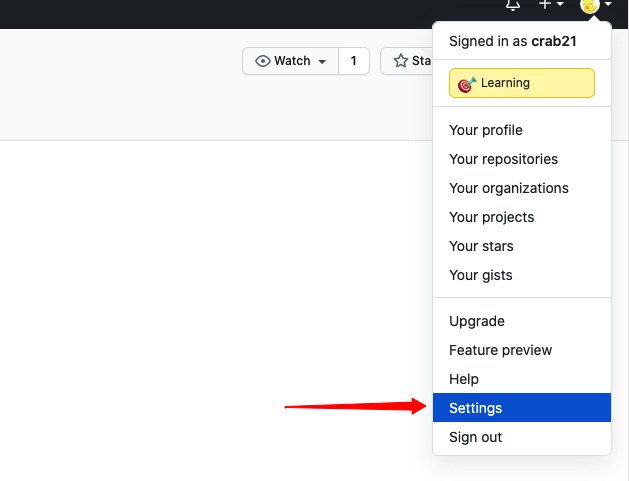 Signed in as crab21
Watch 1 Sta
Learning
Your profile
Your repositories
Your organizations
Your projects
Your stars
Your gists
Upgrade
Feature preview
Help
Settings
Sign out